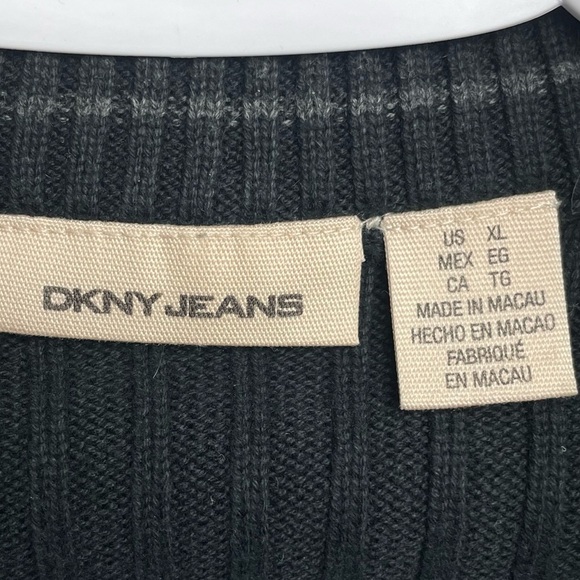 DKNY JEANS
US XL
MEX EG
CA TG
MADE IN MACAU
HECHO EN MACAO
FABRIQUÉ
EN MACAU